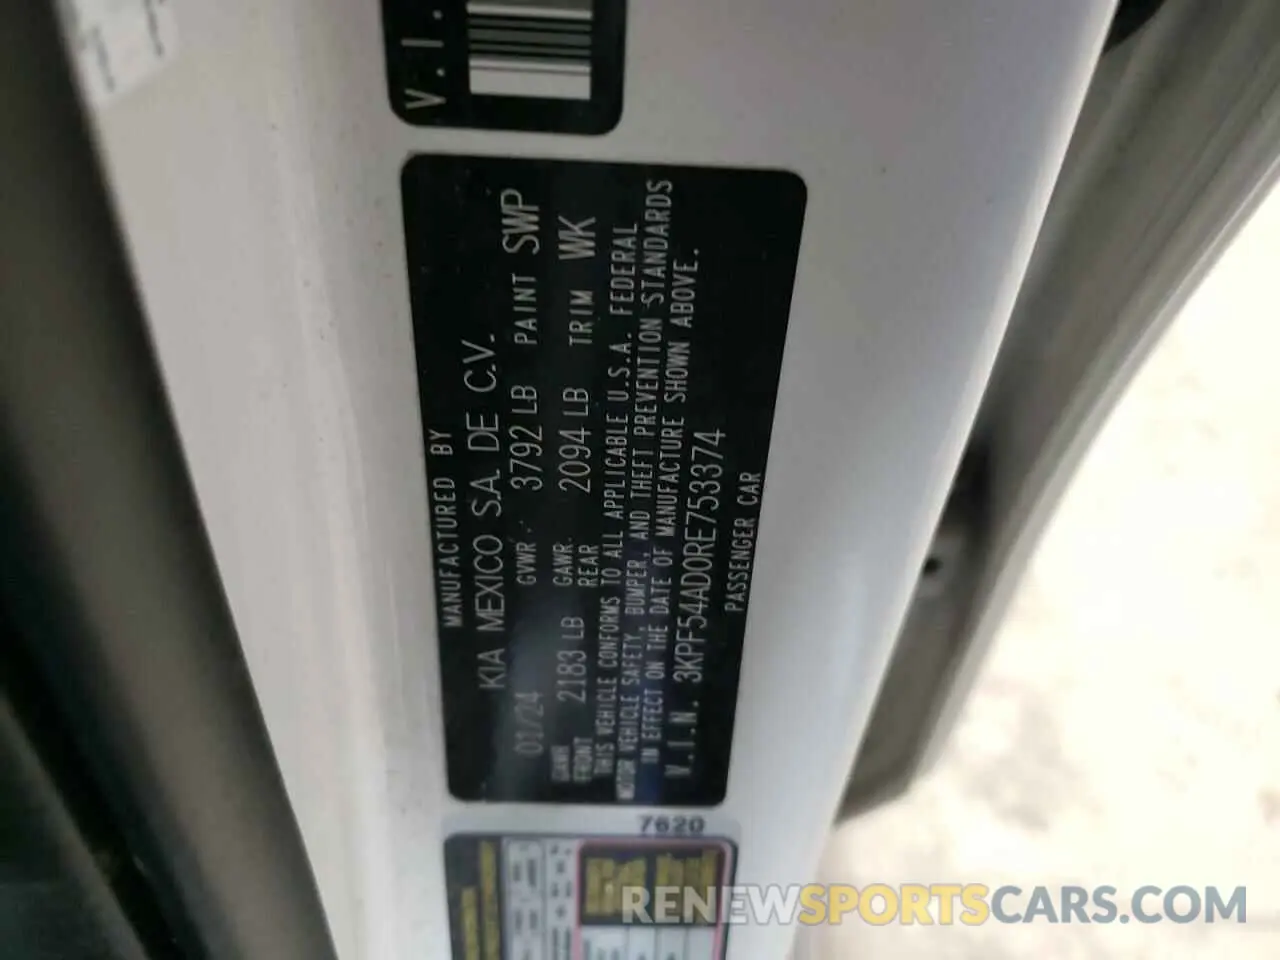 V.I.
MANUFACTURED BY
KIA MEXICO S.A. DE C.V.
01/24 GVWR. 3792 LB PAINT SWP
GAWR FRONT 2183 LB GAWR. REAR 2094 LB TRIM WK
THIS VEHICLE CONFORMS TO ALL APPLICABLE U.S.A. FEDERAL
MOTOR VEHICLE SAFETY, BUMPER, AND THEFT PREVENTION STANDARDS
IN EFFECT ON THE DATE OF MANUFACTURE SHOWN ABOVE.
V.I.N. 3KPF54AD0RE753374
PASSENGER CAR
7620
RENEWSPORTSCARS.COM